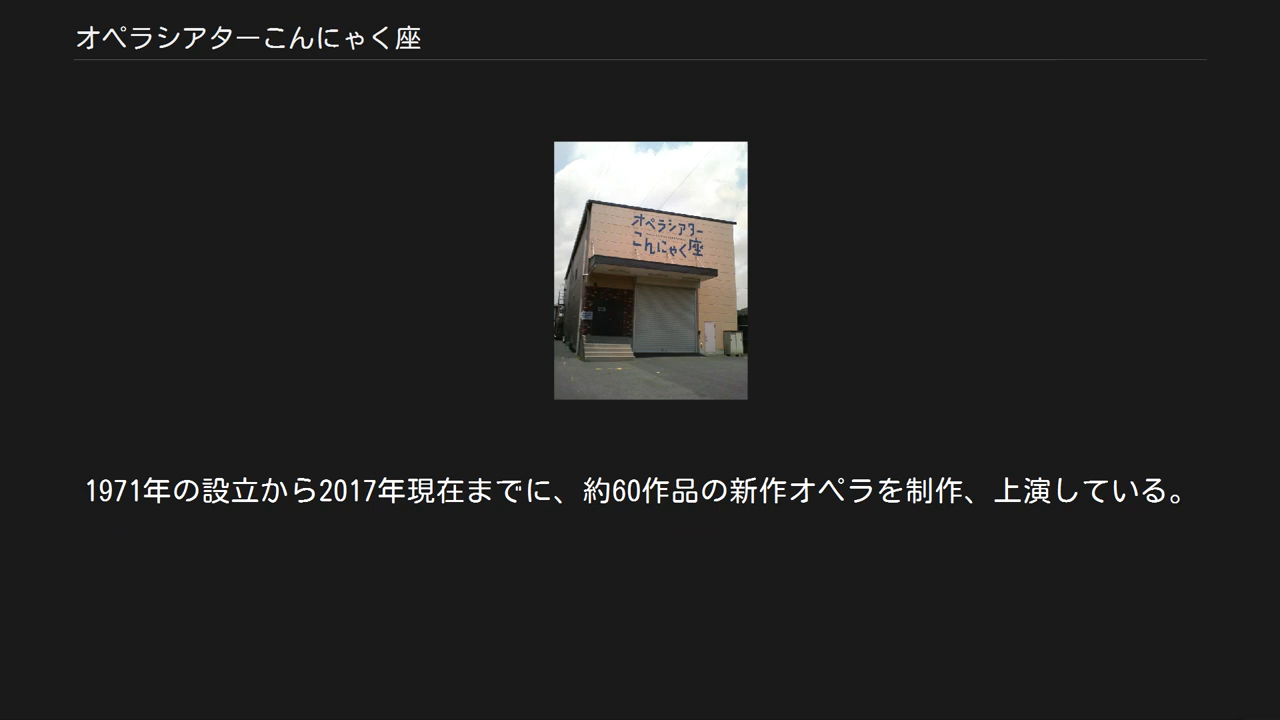 オペラシアターこんにゃく座
オペラシアター
こんにゃく座
1971年の設立から2017年現在までに、約60作品の新作オペラを制作、上演している。